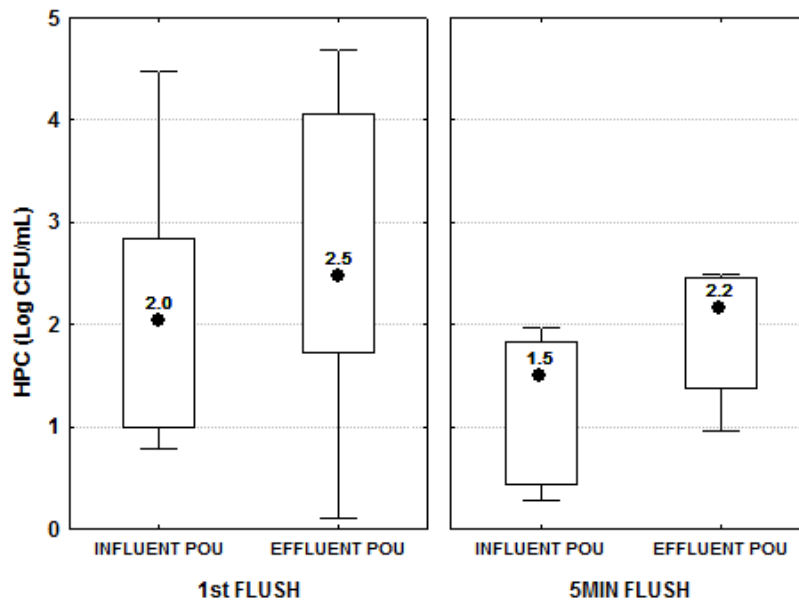 HPC (Log CFU/mL)
5
4
3
2
1
0
2.0
2.5
1.5
2.2
INFLUENT POU
EFFLUENT POU
INFLUENT POU
EFFLUENT POU
1st FLUSH
5MIN FLUSH